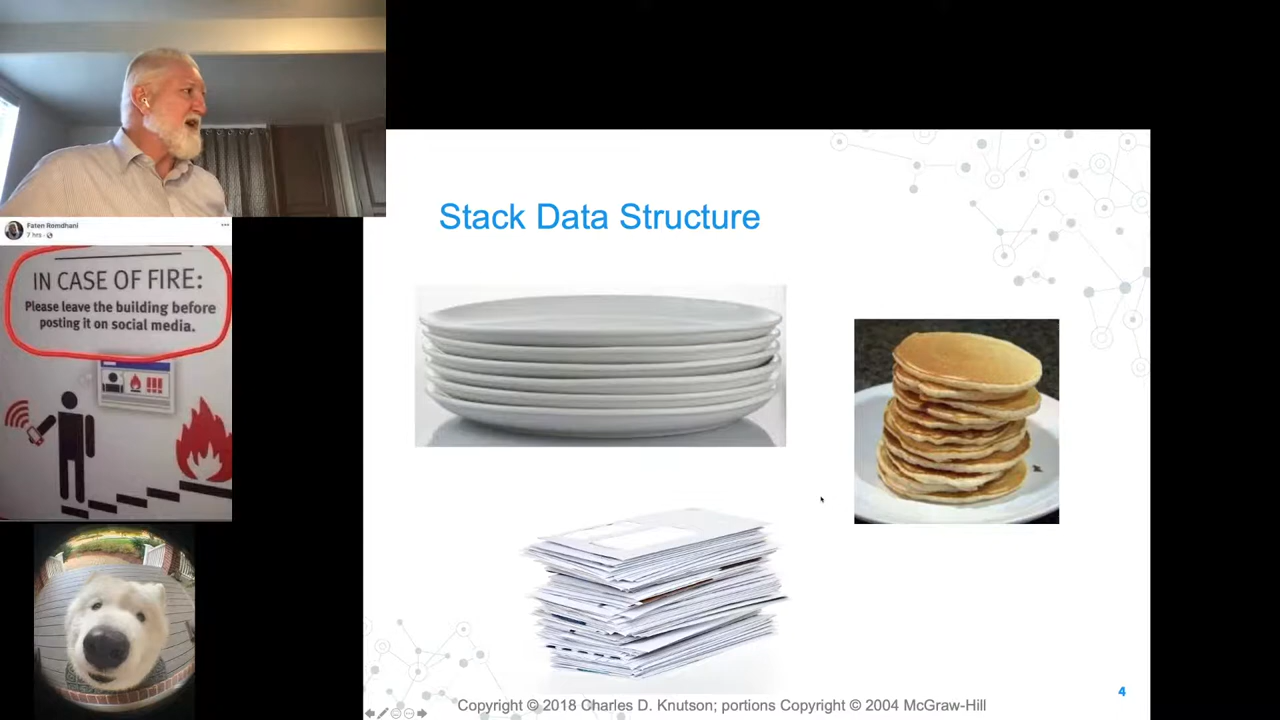 Faten Romdhani
7 hrs
IN CASE OF FIRE:
Please leave the building before
posting it on social media.
Stack Data Structure
4
Copyright © 2018 Charles D. Knutson; portions Copyright © 2004 McGraw-Hill